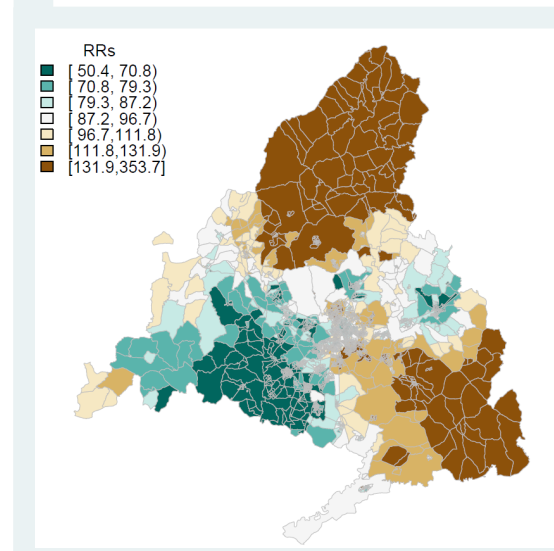 RRs
[ 50.4, 70.8)
[ 70.8, 79.3)
[ 79.3, 87.2)
[ 87.2, 96.7)
[ 96.7,111.8)
[111.8,131.9)
[131.9,353.7]